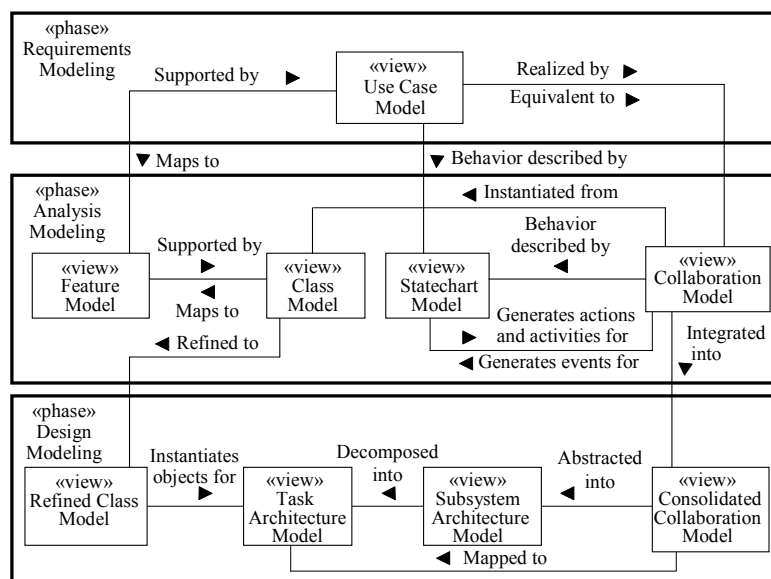 «phase»
Requirements
Modeling
Supported by
«view»
Use Case
Model
Realized by
Equivalent to
Maps to
Behavior described by
«phase»
Analysis
Modeling
Instantiated from
Supported by
Behavior
described by
«view»
Feature
Model
«view»
Class
Model
«view»
Statechart
Model
«view»
Collaboration
Model
Maps to
Refined to
Generates actions
and activities for
Generates events for
Integrated
into
«phase»
Design
Modeling
Instantiates
objects for
Decomposed
into
Abstracted
into
«view»
Refined Class
Model
«view»
Task
Architecture
Model
«view»
Subsystem
Architecture
Model
«view»
Consolidated
Collaboration
Model
Mapped to